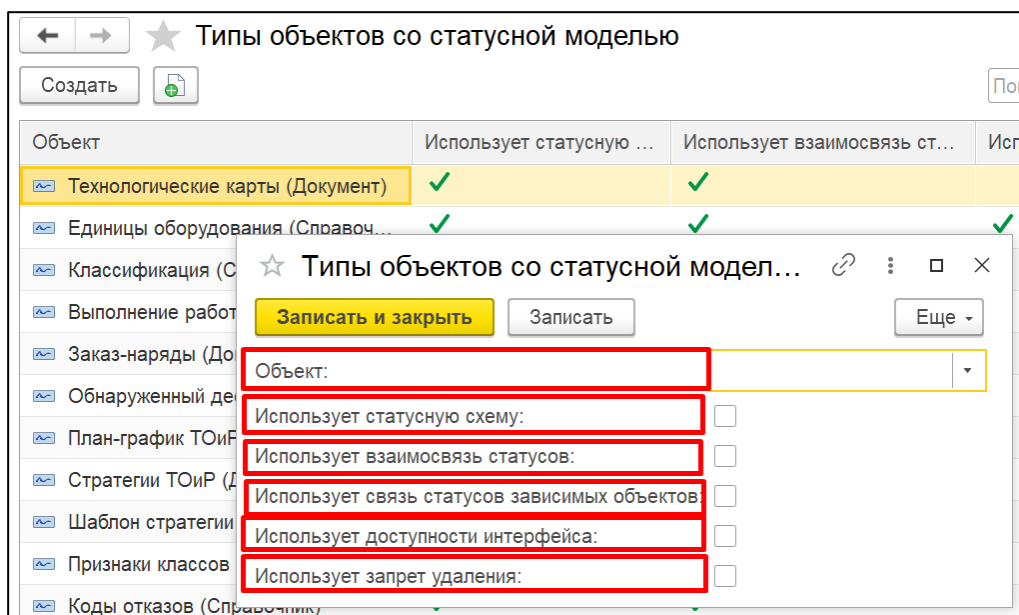 Типы объектов со статусной моделью
Создать
Пои
Объект
Использует статусную ...
Использует взаимосвязь ст...
Исп
Технологические карты (Документ)
Единицы оборудования (Справоч...
Классификация (С
Типы объектов со статусной модел...
Выполнение работ
Записать и закрыть
Записать
Еще
Заказ-наряды (До
Объект:
Обнаруженный де
Использует статусную схему:
План-график ТОиР
Использует взаимосвязь статусов:
Стратегии ТОиР (Д
Использует связь статусов зависимых объектов:
Шаблон стратегии
Использует доступности интерфейса:
Признаки классов
Использует запрет удаления:
Коды отказов (Справочник)